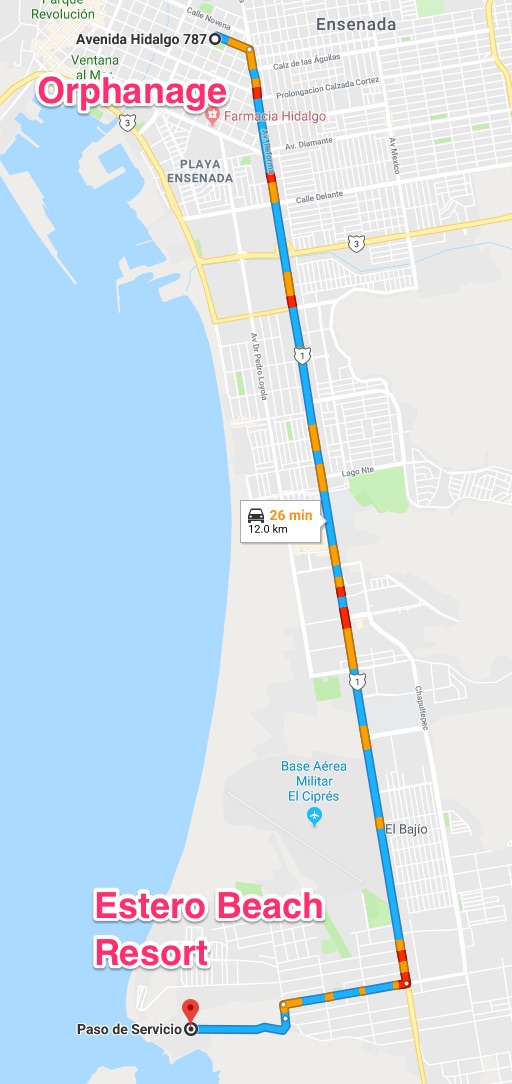 Parque
Revolución
Calle Novena
Ensenada
Avenida Hidalgo 787
Ventana
al Mar
Calz de las Águilas
Orphanage
Prolongacion Calzada Cortez
3
Farmacia Hidalgo
Av. Reforma
Av. Diamante
Av México
PLAYA
ENSENADA
Calle Delante
3
Av Dr Pedro Loyola
1
Lago Nte
26 min
12.0 km
1
Chapultepec
Base Aérea
Militar
El Ciprés
El Bajío
Estero Beach
Resort
Paso de Servicio